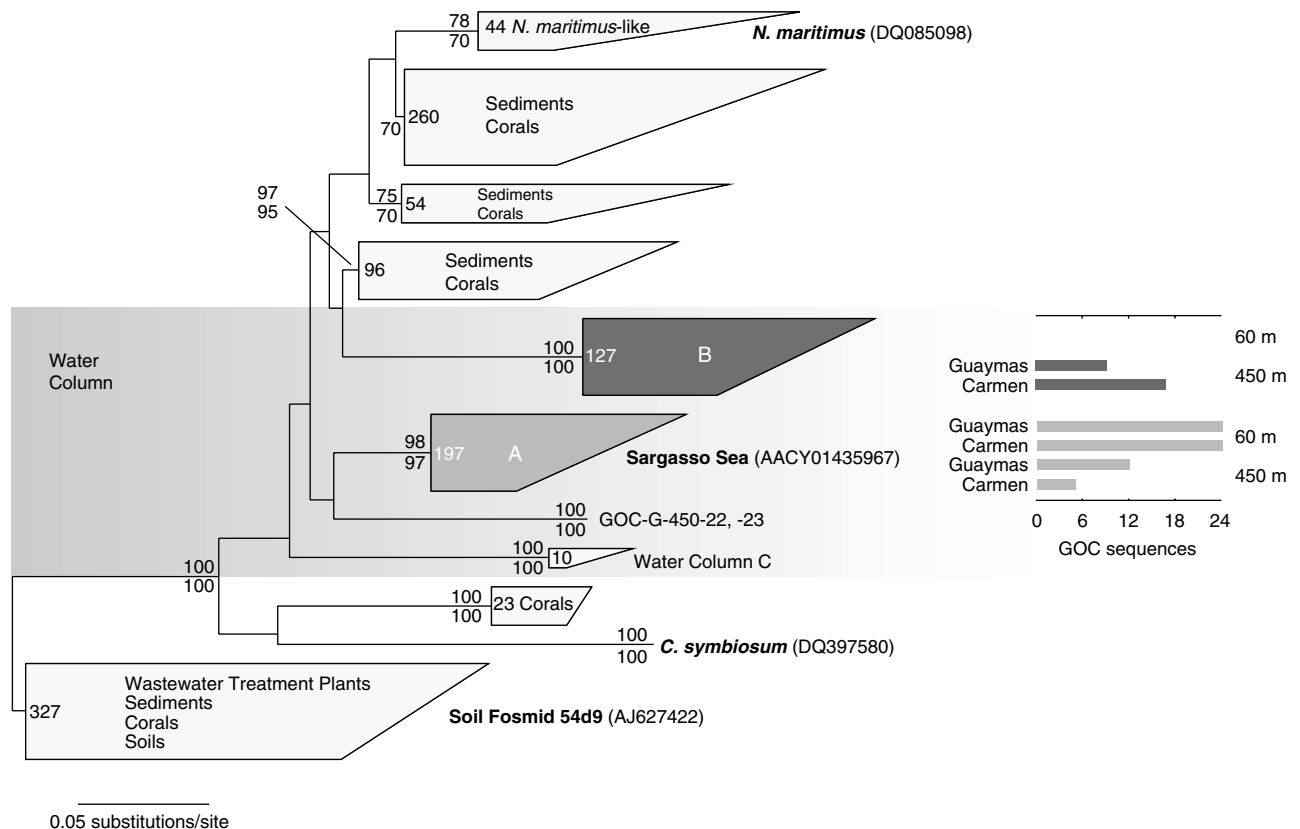 78
70
44 N. maritimus-like
N. maritimus (DQ085098)
70
260
Sediments
Corals
75
70
54
Sediments
Corals
97
95
96
Sediments
Corals
Water
Column
100
100
127
B
98
97
197
A
Sargasso Sea (AACY01435967)
100
100
GOC-G-450-22, -23
100
100
10
Water Column C
100
100
100
100
23 Corals
100
100
C. symbiosum (DQ397580)
327
Wastewater Treatment Plants
Sediments
Corals
Soils
Soil Fosmid 54d9 (AJ627422)
0.05 substitutions/site
60 m
Guaymas
Carmen
450 m
Guaymas
Carmen
60 m
Guaymas
Carmen
450 m
0 6 12 18 24
GOC sequences